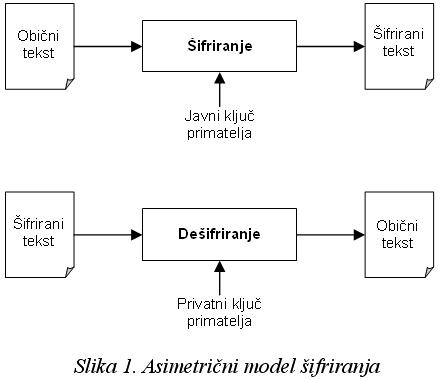 Obični
tekst
Šifriranje
Šifrirani
tekst
Javni ključ
primatelja
Šifrirani
tekst
Dešifriranje
Obični
tekst
Privatni ključ
primatelja
Slika 1. Asimetrični model šifriranja